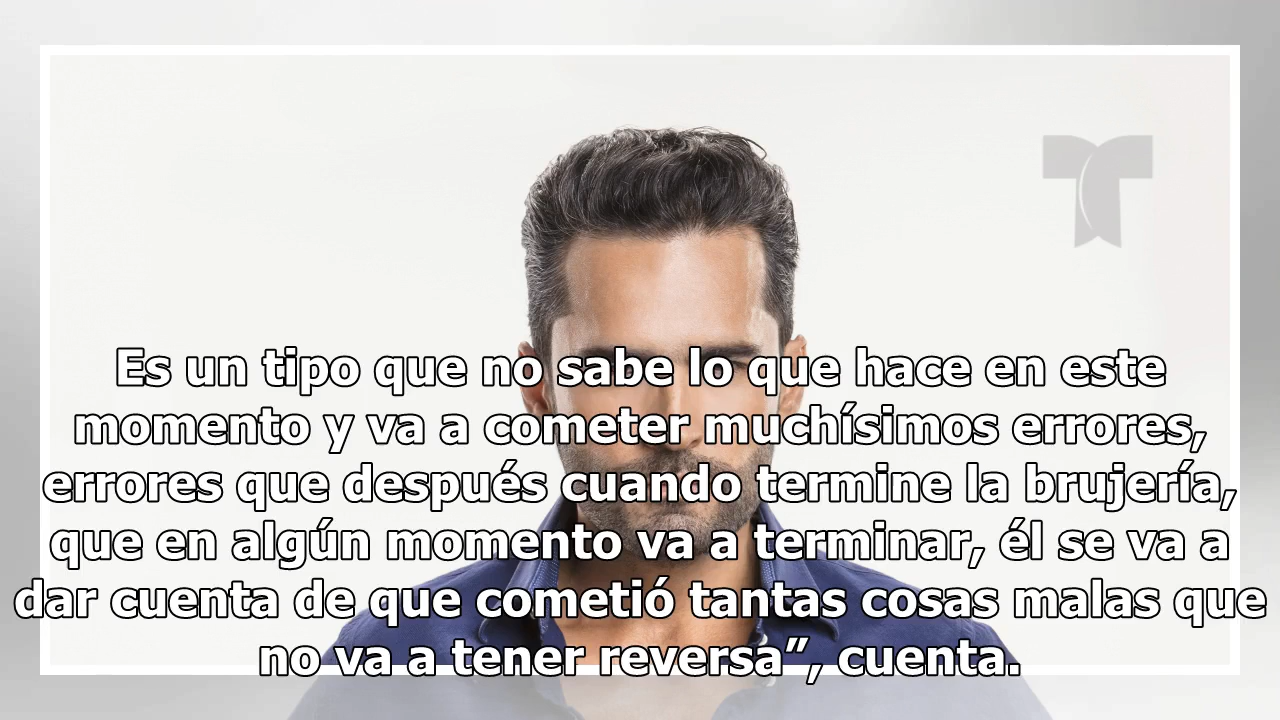 Es un tipo que no sabe lo que hace en este
momento y va a cometer muchísimos errores,
errores que después cuando termine la brujería,
que en algún momento va a terminar, él se va a
dar cuenta de que cometió tantas cosas malas que
no va a tener reversa”, cuenta.